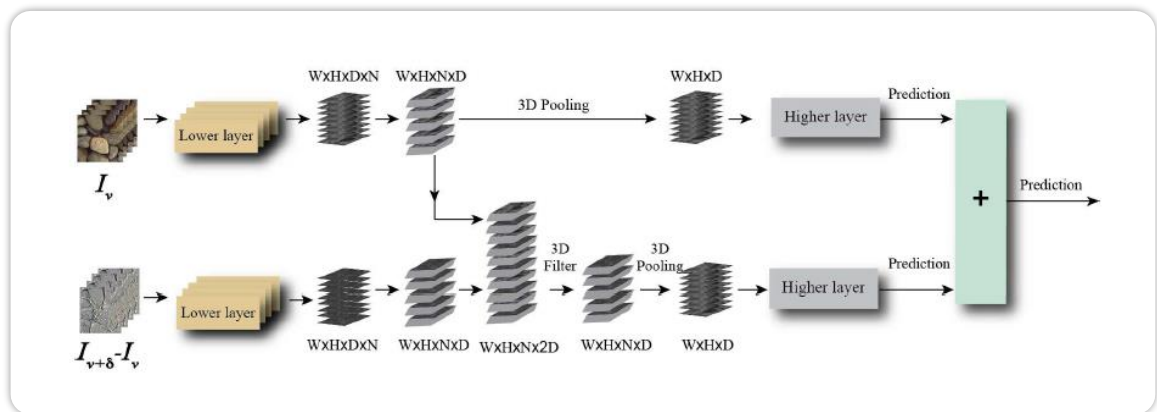 WxHxDxN
WxHxNxD
WxHxD
Prediction
Lower layer
3D Pooling
Higher layer
I_v
+
Prediction
3D
Filter
3D
Pooling
Prediction
Lower layer
Higher layer
I_{v+δ}-I_v
WxHxDxN
WxHxNxD
WxHxNx2D
WxHxNxD
WxHxD